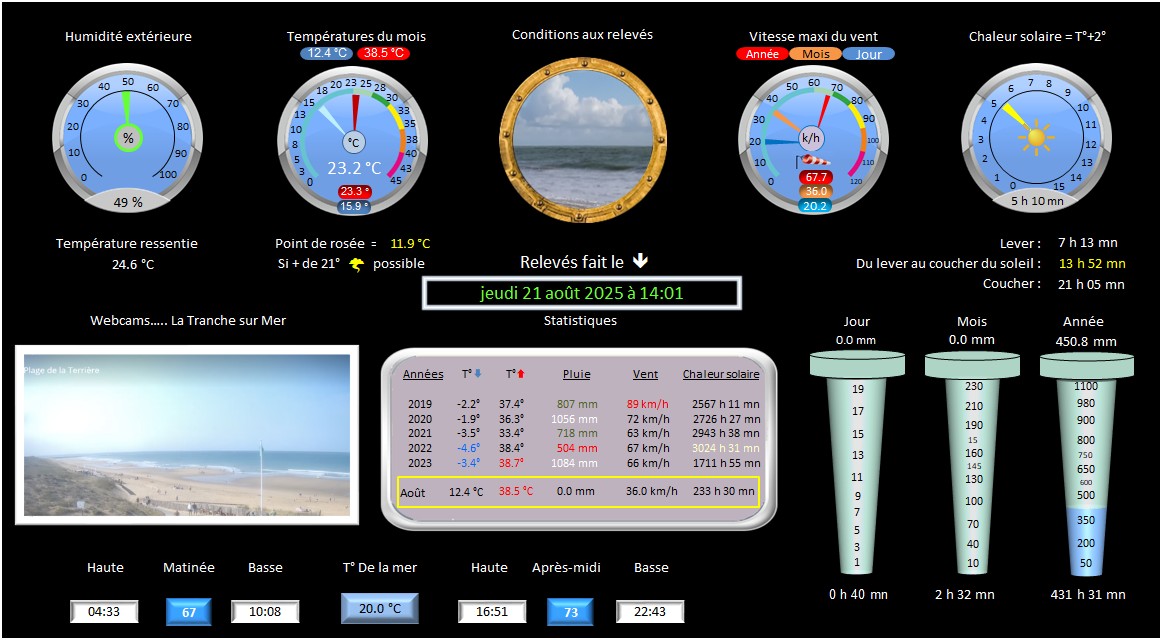 Humidité extérieure
Températures du mois
Conditions aux relevés
Vitesse maxi du vent
Chaleur solaire = T°+2°
12.4 °C 38.5 °C
Année Mois Jour
0 10 20 30 40 50 60 70 80 90 100
%
49 %
0 3 5 8 10 13 15 18 20 23 25 28 30 33 35 38 40 43 45
°C
23.2 °C
23.3 °
15.9 °
0 10 20 30 40 50 60 70 80 90 100 110 120
k/h
67.7
36.0
20.2
0 1 2 3 4 5 6 7 8 9 10 11 12 13 14 15
5 h 10 mn
Température ressentie
24.6 °C
Point de rosée = 11.9 °C
Si + de 21° possible
Relevés fait le
jeudi 21 août 2025 à 14:01
Lever : 7 h 13 mn
Du lever au coucher du soleil : 13 h 52 mn
Coucher : 21 h 05 mn
Webcams..... La Tranche sur Mer
Plage de la Terrière
Statistiques
Années T° T° Pluie Vent Chaleur solaire
2019 -2.2° 37.4° 807 mm 89 km/h 2567 h 11 mn
2020 -1.9° 36.3° 1056 mm 72 km/h 2726 h 27 mn
2021 -3.5° 33.4° 718 mm 63 km/h 2943 h 38 mn
2022 -4.6° 38.4° 504 mm 67 km/h 3024 h 31 mn
2023 -3.4° 38.7° 1084 mm 66 km/h 1711 h 55 mn
Août 12.4 °C 38.5 °C 0.0 mm 36.0 km/h 233 h 30 mn
Jour
0.0 mm
19
17
15
13
11
9
7
5
3
1
0 h 40 mn
Mois
0.0 mm
230
210
190
15
160
145
130
100
70
40
10
2 h 32 mn
Année
450.8 mm
1100
980
900
800
750
650
600
500
350
200
50
431 h 31 mn
Haute Matinée Basse
04:33 67 10:08
T° De la mer
20.0 °C
Haute Après-midi Basse
16:51 73 22:43